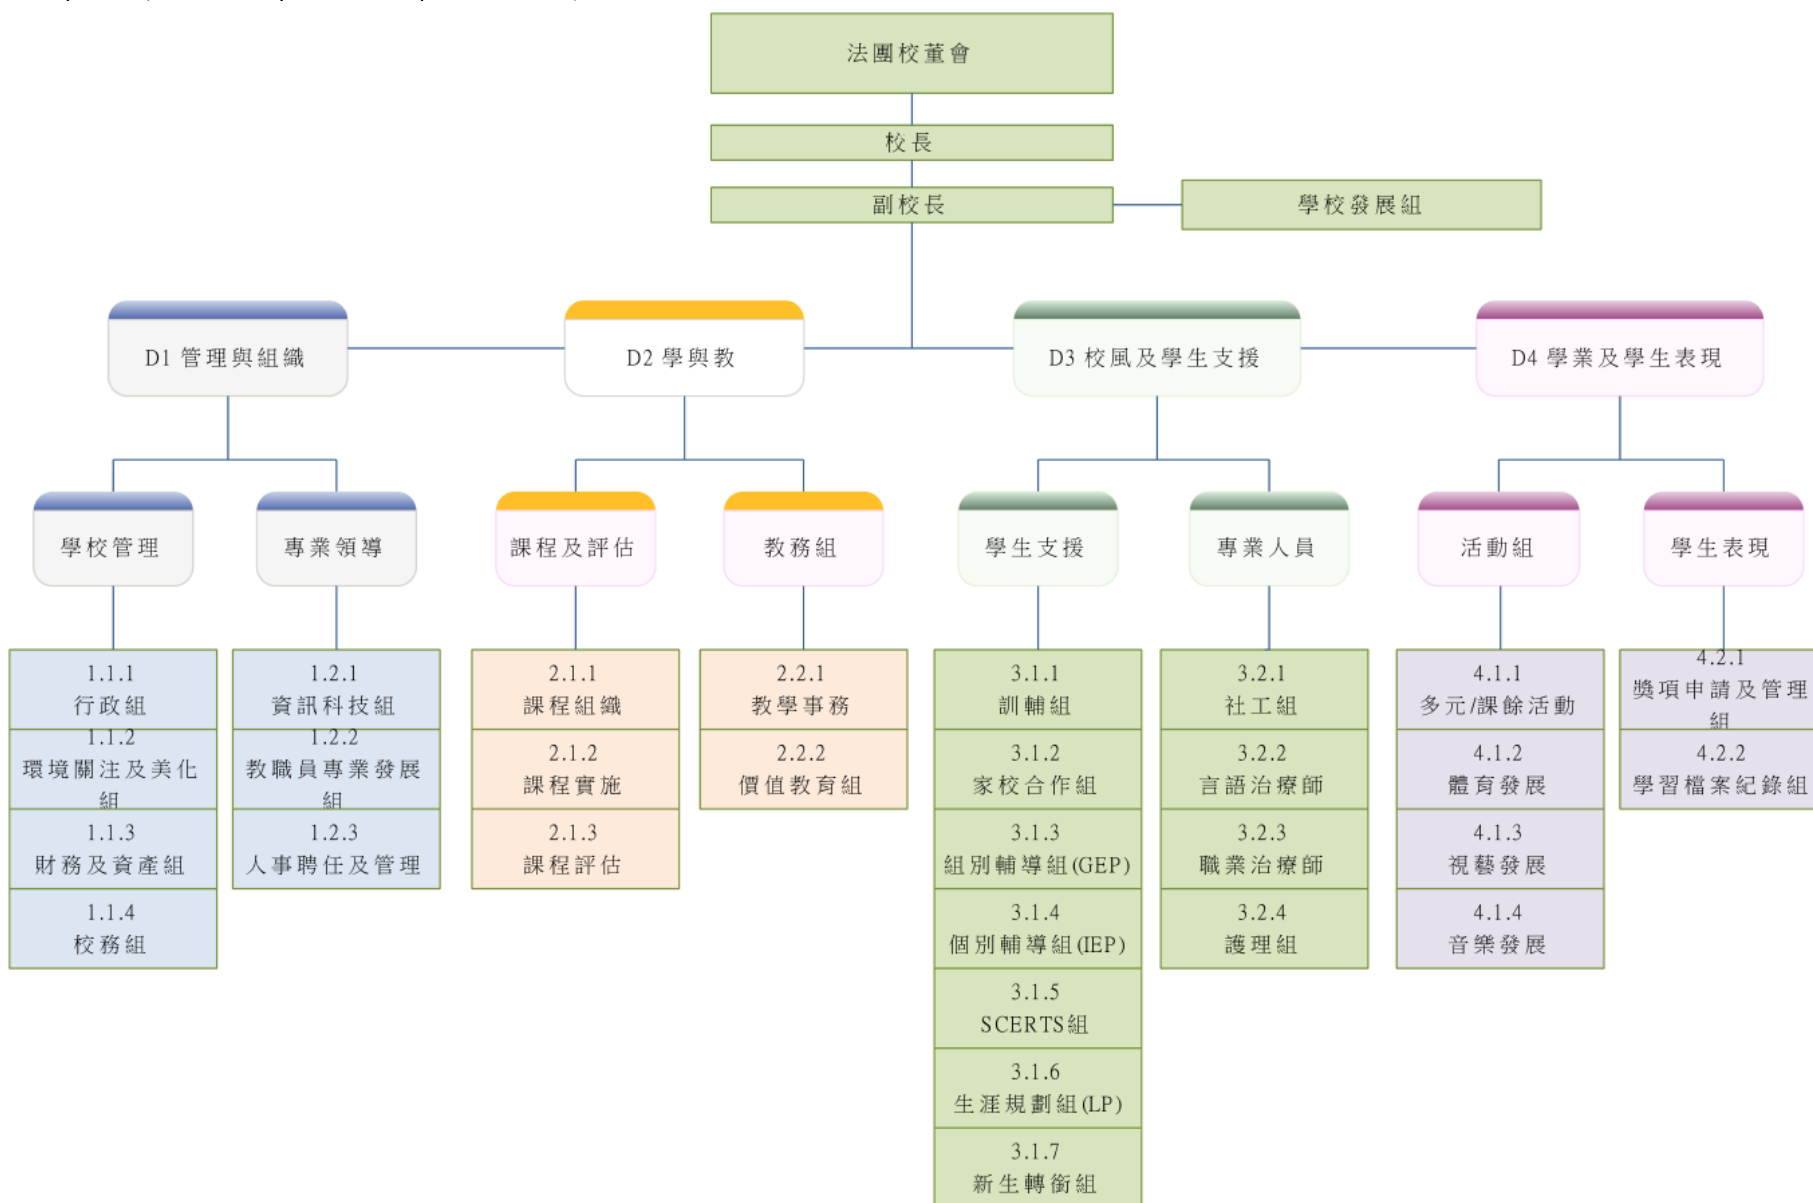 法團校董會
校長
副校長
學校發展組
D1 管理與組織
D2 學與教
D3 校風及學生支援
D4 學業及學生表現
學校管理
專業領導
課程及評估
教務組
學生支援
專業人員
活動組
學生表現
1.1.1
行政組
1.1.2
環境關注及美化
組
1.1.3
財務及資產組
1.1.4
校務組
1.2.1
資訊科技組
1.2.2
教職員專業發展
組
1.2.3
人事聘任及管理
2.1.1
課程組織
2.1.2
課程實施
2.1.3
課程評估
2.2.1
教學事務
2.2.2
價值教育組
3.1.1
訓輔組
3.1.2
家校合作組
3.1.3
組別輔導組(GEP)
3.1.4
個別輔導組(IEP)
3.1.5
SCERTS組
3.1.6
生涯規劃組(LP)
3.1.7
新生轉銜組
3.2.1
社工組
3.2.2
言語治療師
3.2.3
職業治療師
3.2.4
護理組
4.1.1
多元/課餘活動
4.1.2
體育發展
4.1.3
視藝發展
4.1.4
音樂發展
4.2.1
獎項申請及管理
組
4.2.2
學習檔案紀錄組